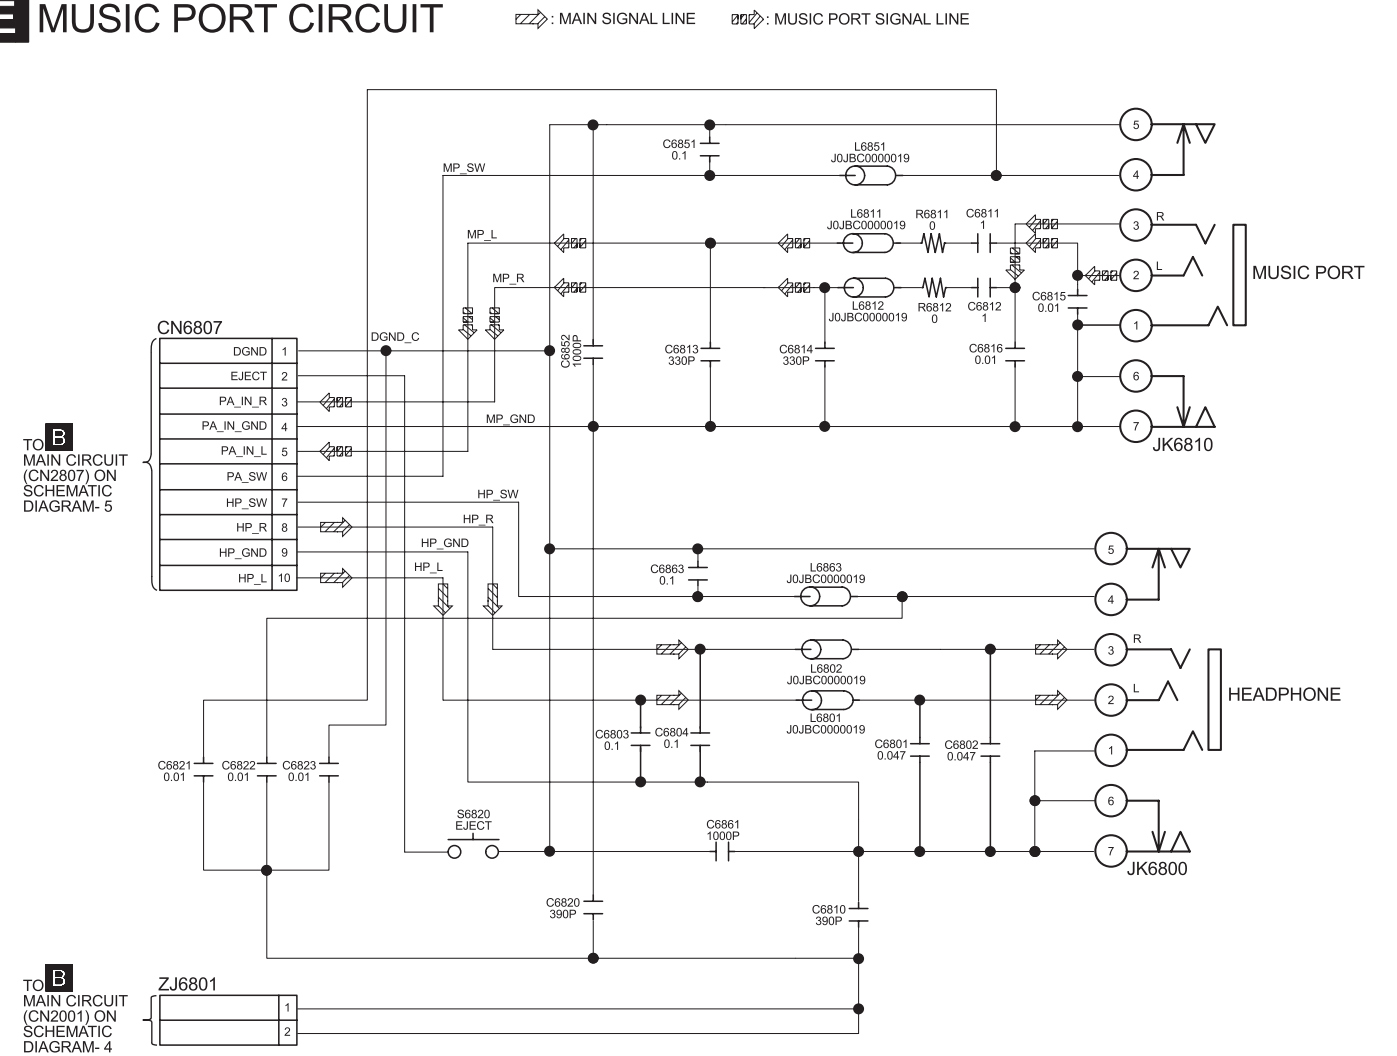 E MUSIC PORT CIRCUIT
: MAIN SIGNAL LINE
: MUSIC PORT SIGNAL LINE
C6851
0.1
L6851
J0JBC0000019
5
4
MP_SW
3
R
L6811
J0JBC0000019
R6811
0
C6811
1
MP_L
2
L
MUSIC PORT
MP_R
L6812
J0JBC0000019
R6812
0
C6812
1
C6815
0.01
1
CN6807
DGND_C
C6852
1000P
C6813
330P
C6814
330P
C6816
0.01
6
MP_GND
7
JK6810
DGND 1
EJECT 2
PA_IN_R 3
PA_IN_GND 4
PA_IN_L 5
PA_SW 6
HP_SW 7
HP_R 8
HP_GND 9
HP_L 10
TO B
MAIN CIRCUIT
(CN2807) ON
SCHEMATIC
DIAGRAM- 5
HP_SW
HP_R
HP_GND
HP_L
C6863
0.1
L6863
J0JBC0000019
5
4
3
R
L6802
J0JBC0000019
2
L
HEADPHONE
L6801
J0JBC0000019
C6803
0.1
C6804
0.1
C6801
0.047
C6802
0.047
1
C6821
0.01
C6822
0.01
C6823
0.01
6
S6820
EJECT
C6861
1000P
7
JK6800
C6820
390P
C6810
390P
TO B
MAIN CIRCUIT
(CN2001) ON
SCHEMATIC
DIAGRAM- 4
ZJ6801
1
2